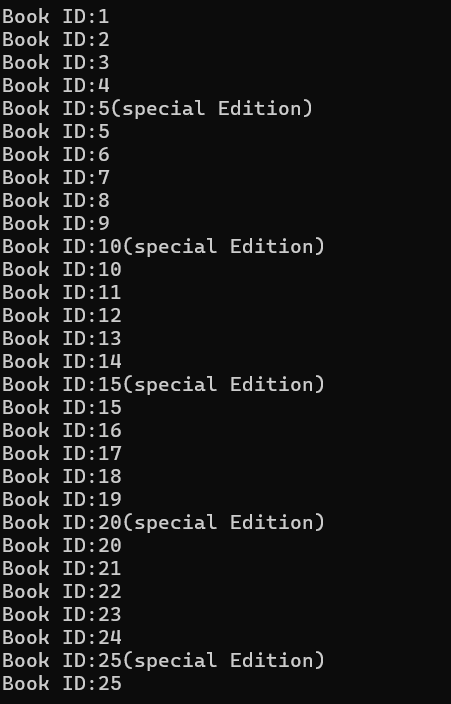 Book ID:1
Book ID:2
Book ID:3
Book ID:4
Book ID:5(special Edition)
Book ID:5
Book ID:6
Book ID:7
Book ID:8
Book ID:9
Book ID:10(special Edition)
Book ID:10
Book ID:11
Book ID:12
Book ID:13
Book ID:14
Book ID:15(special Edition)
Book ID:15
Book ID:16
Book ID:17
Book ID:18
Book ID:19
Book ID:20(special Edition)
Book ID:20
Book ID:21
Book ID:22
Book ID:23
Book ID:24
Book ID:25(special Edition)
Book ID:25